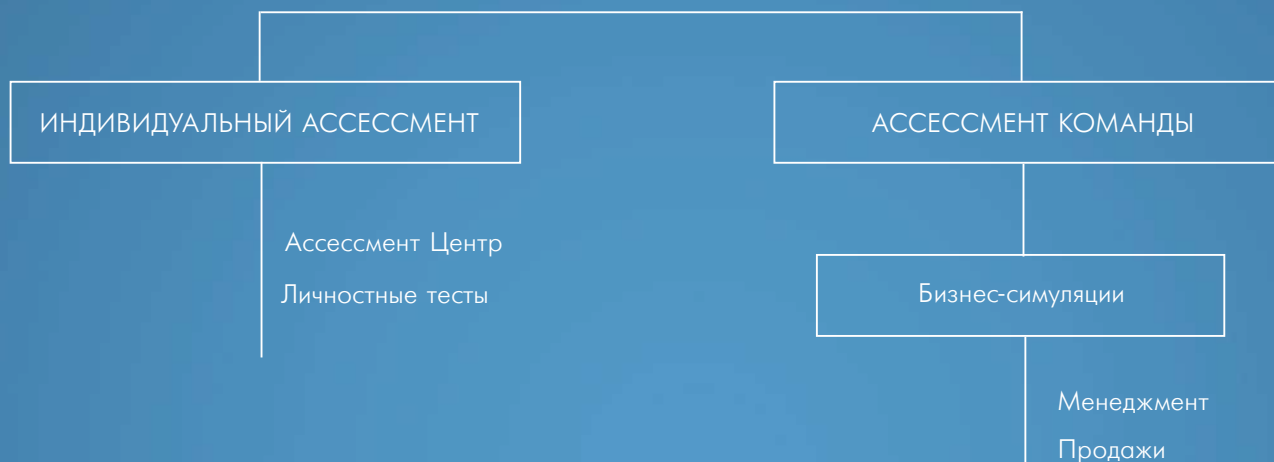 ИНДИВИДУАЛЬНЫЙ АССЕССМЕНТ
Ассессмент Центр
Личностные тесты
АССЕССМЕНТ КОМАНДЫ
Бизнес-симуляции
Менеджмент
Продажи